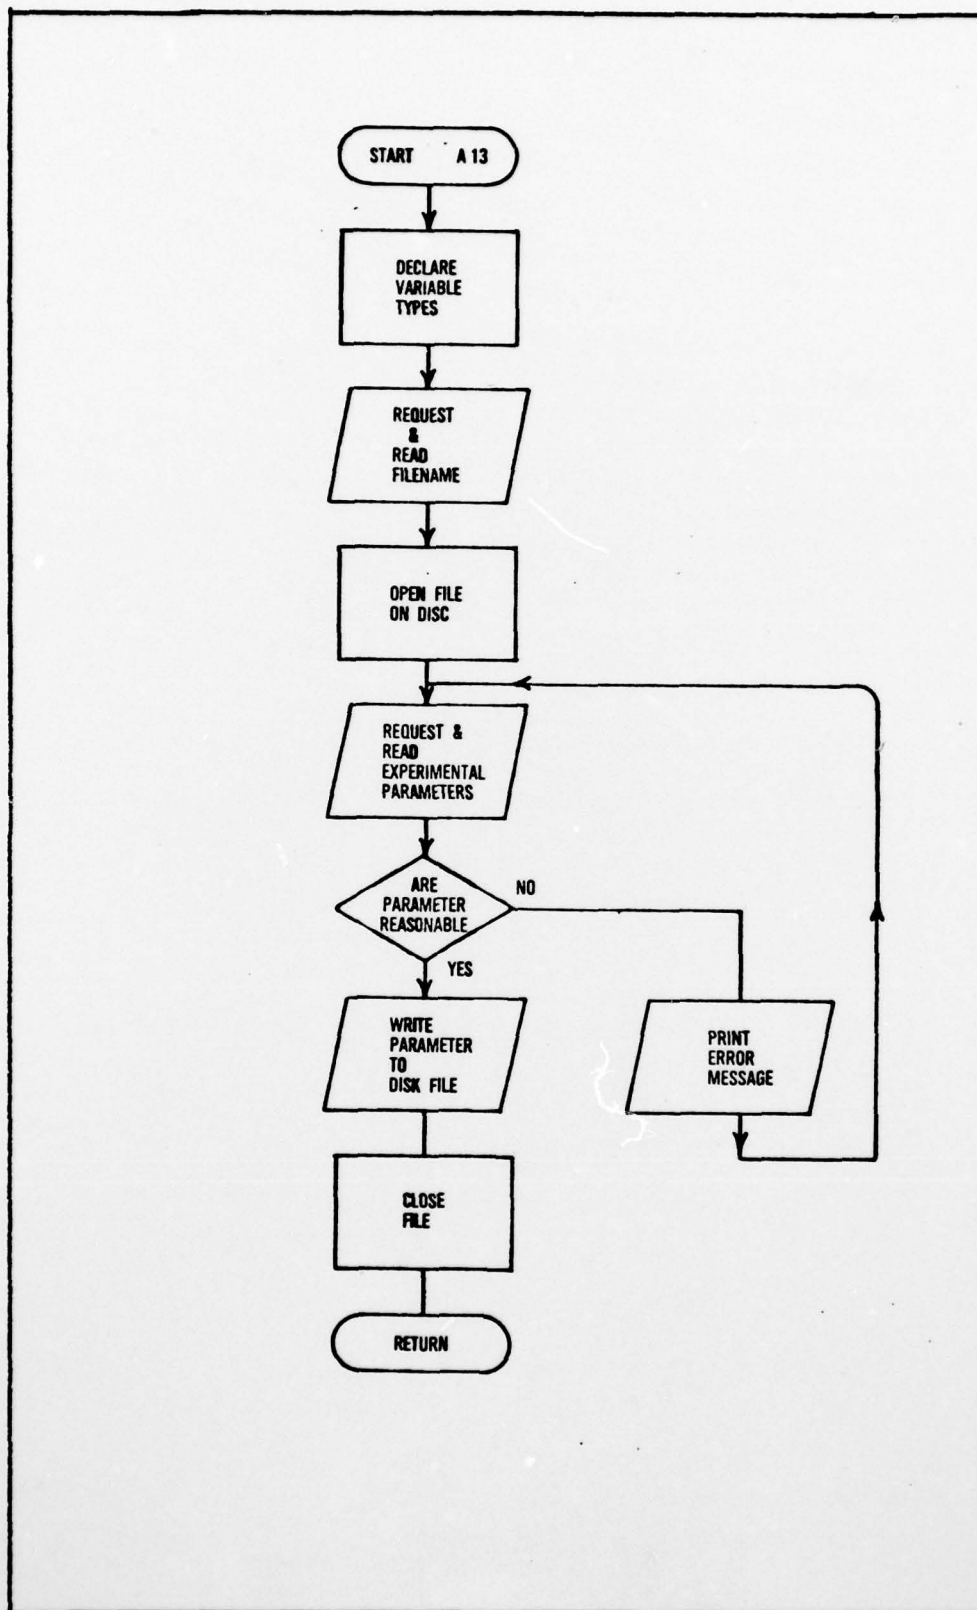 START A 13
DECLARE
VARIABLE
TYPES
REQUEST
&
READ
FILENAME
OPEN FILE
ON DISC
REQUEST &
READ
EXPERIMENTAL
PARAMETERS
ARE
PARAMETER
REASONABLE
NO
YES
WRITE
PARAMETER
TO
DISK FILE
PRINT
ERROR
MESSAGE
CLOSE
FILE
RETURN